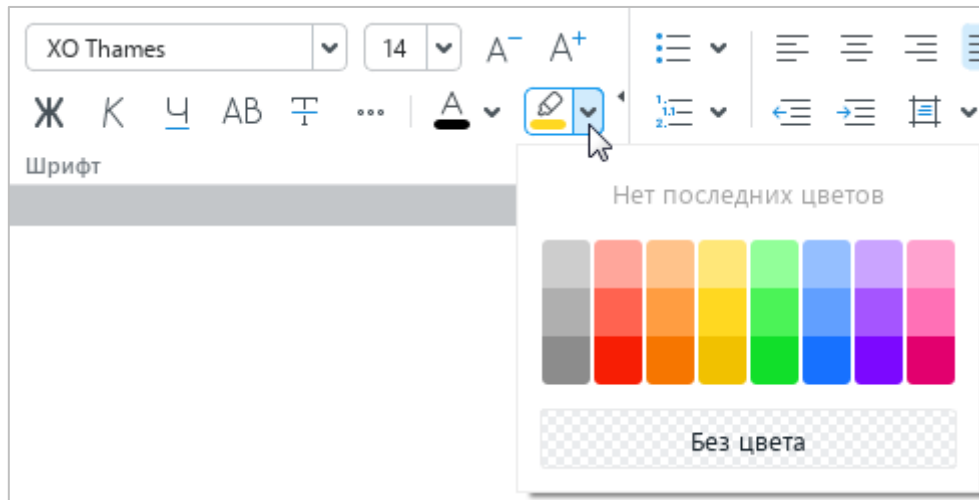 XO Thames 14 A⁻ A⁺
Ж К Ч АВ Т ••• А
Шрифт
Нет последних цветов
Без цвета